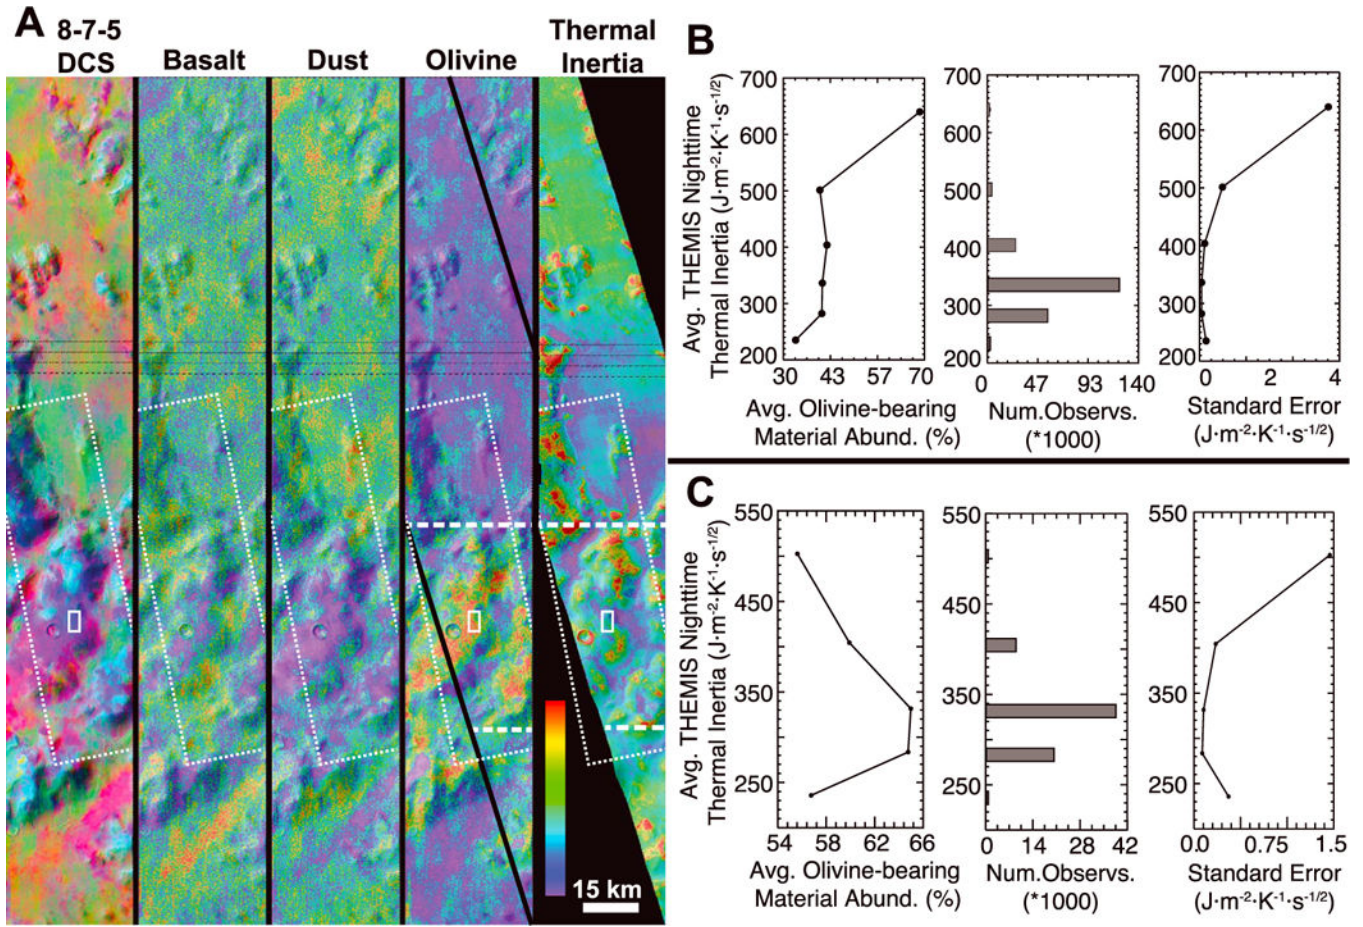 A
8-7-5
DCS
Basalt
Dust
Olivine
Thermal
Inertia
15 km
B
Avg. THEMIS Nighttime
Thermal Inertia (J·m-2·K-1·s-1/2)
700
600
500
400
300
200
30 43 57 70
Avg. Olivine-bearing
Material Abund. (%)
700
600
500
400
300
200
0 47 93 140
Num.Observs.
(*1000)
700
600
500
400
300
200
0 2 4
Standard Error
(J·m-2·K-1·s-1/2)
C
Avg. THEMIS Nighttime
Thermal Inertia (J·m-2·K-1·s-1/2)
550
450
350
250
54 58 62 66
Avg. Olivine-bearing
Material Abund. (%)
550
450
350
250
0 14 28 42
Num.Observs.
(*1000)
550
450
350
250
0.0 0.75 1.5
Standard Error
(J·m-2·K-1·s-1/2)